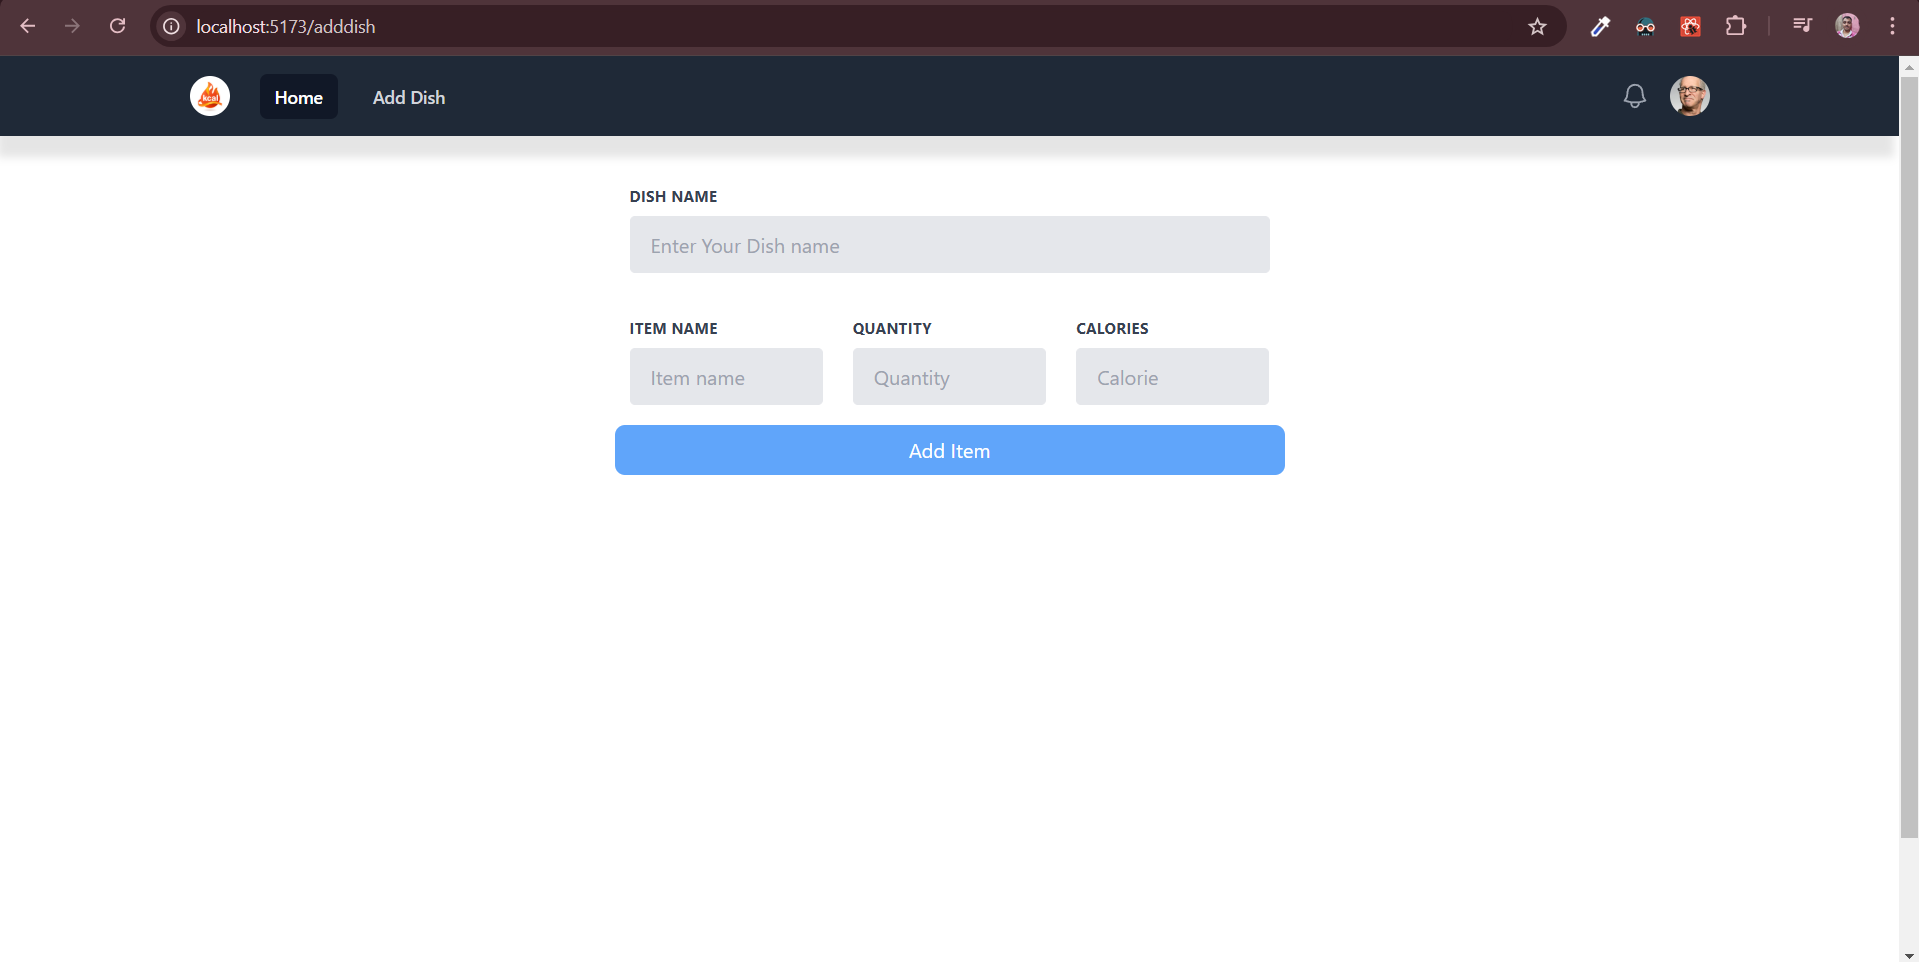 localhost:5173/adddish
kcal
Home
Add Dish
DISH NAME
Enter Your Dish name
ITEM NAME QUANTITY CALORIES
Item name Quantity Calorie
Add Item